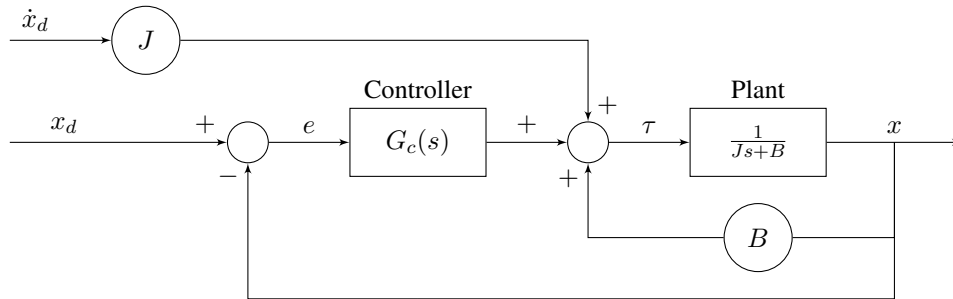 ẋ_d
J
Controller
Plant
x_d
+
−
e
G_c(s)
+
+
+
τ
1/(Js+B)
x
B